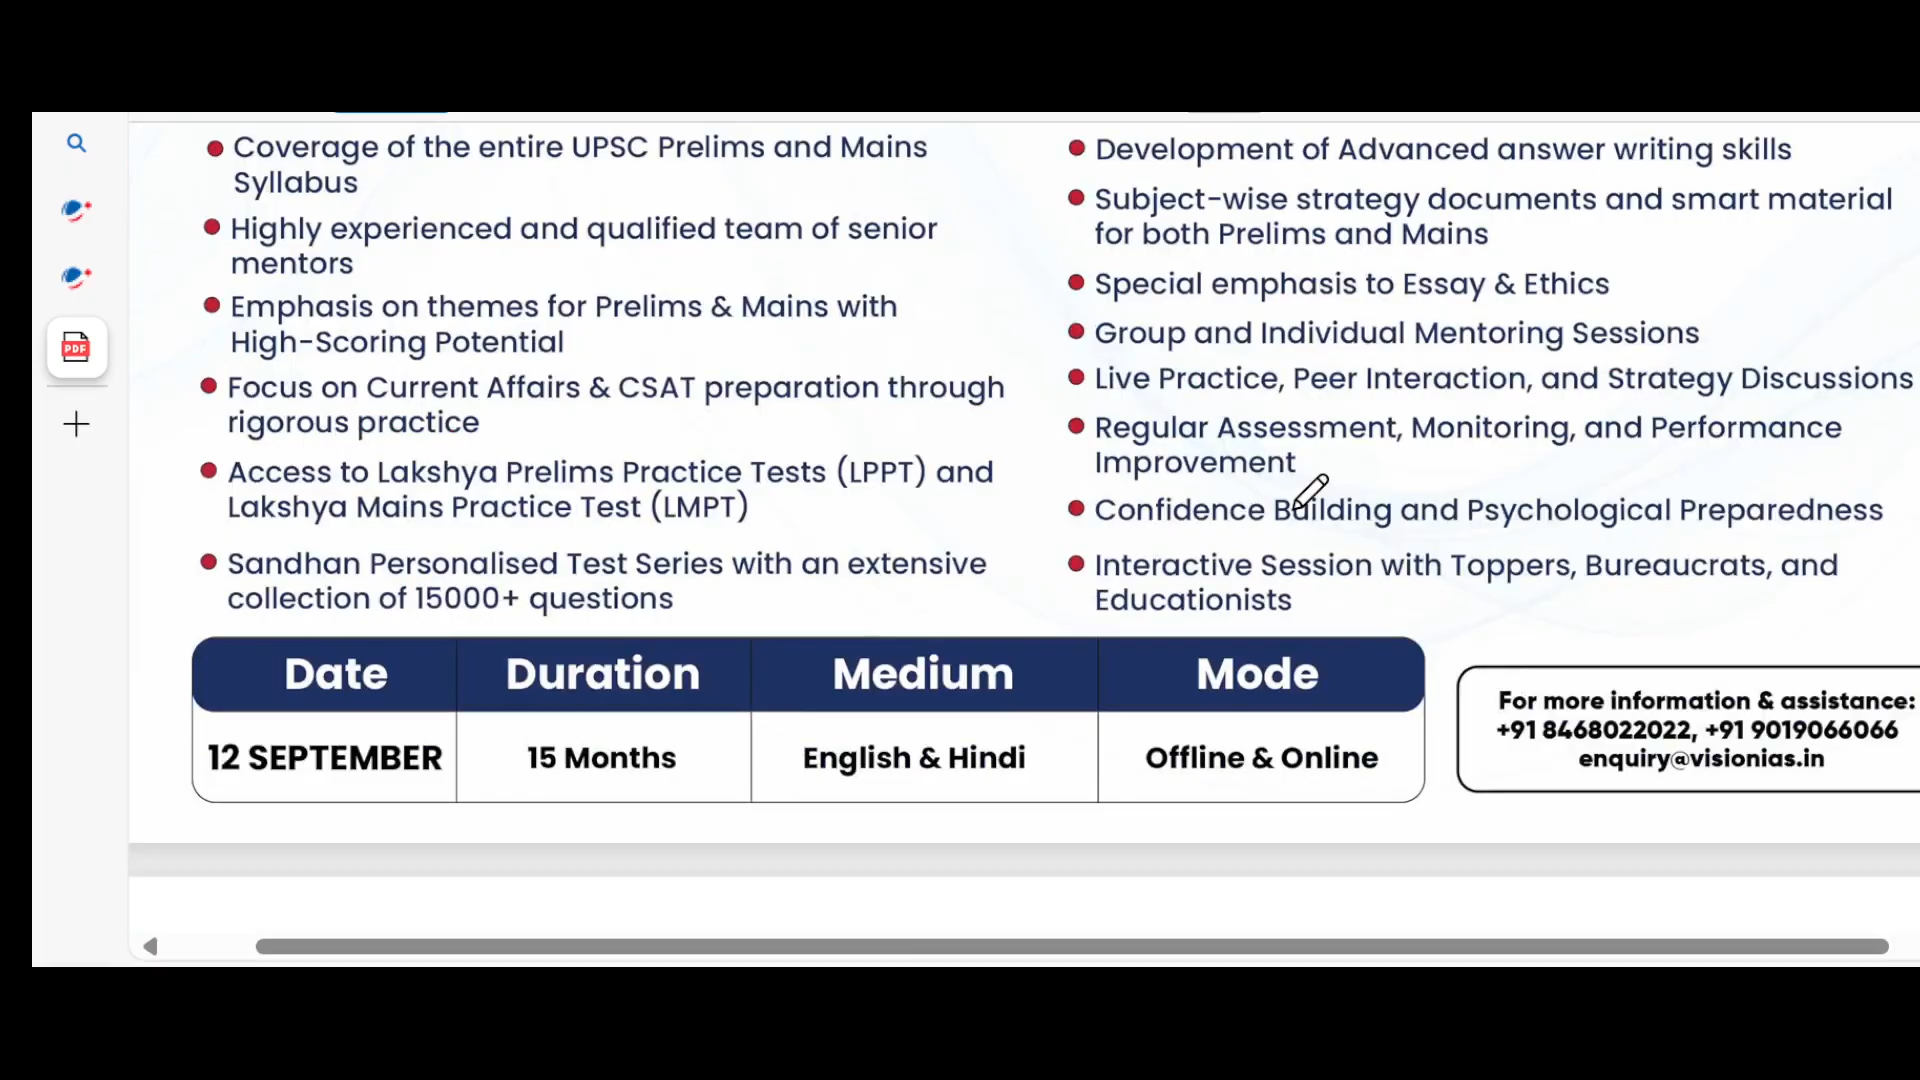 Coverage of the entire UPSC Prelims and Mains
Syllabus
Highly experienced and qualified team of senior
mentors
Emphasis on themes for Prelims & Mains with
High-Scoring Potential
Focus on Current Affairs & CSAT preparation through
rigorous practice
Access to Lakshya Prelims Practice Tests (LPPT) and
Lakshya Mains Practice Test (LMPT)
Sandhan Personalised Test Series with an extensive
collection of 15000+ questions
Development of Advanced answer writing skills
Subject-wise strategy documents and smart material
for both Prelims and Mains
Special emphasis to Essay & Ethics
Group and Individual Mentoring Sessions
Live Practice, Peer Interaction, and Strategy Discussions
Regular Assessment, Monitoring, and Performance
Improvement
Confidence Building and Psychological Preparedness
Interactive Session with Toppers, Bureaucrats, and
Educationists
Date Duration Medium Mode
12 SEPTEMBER 15 Months English & Hindi Offline & Online
For more information & assistance:
+91 8468022022, +91 9019066066
enquiry@visionias.in
PDF